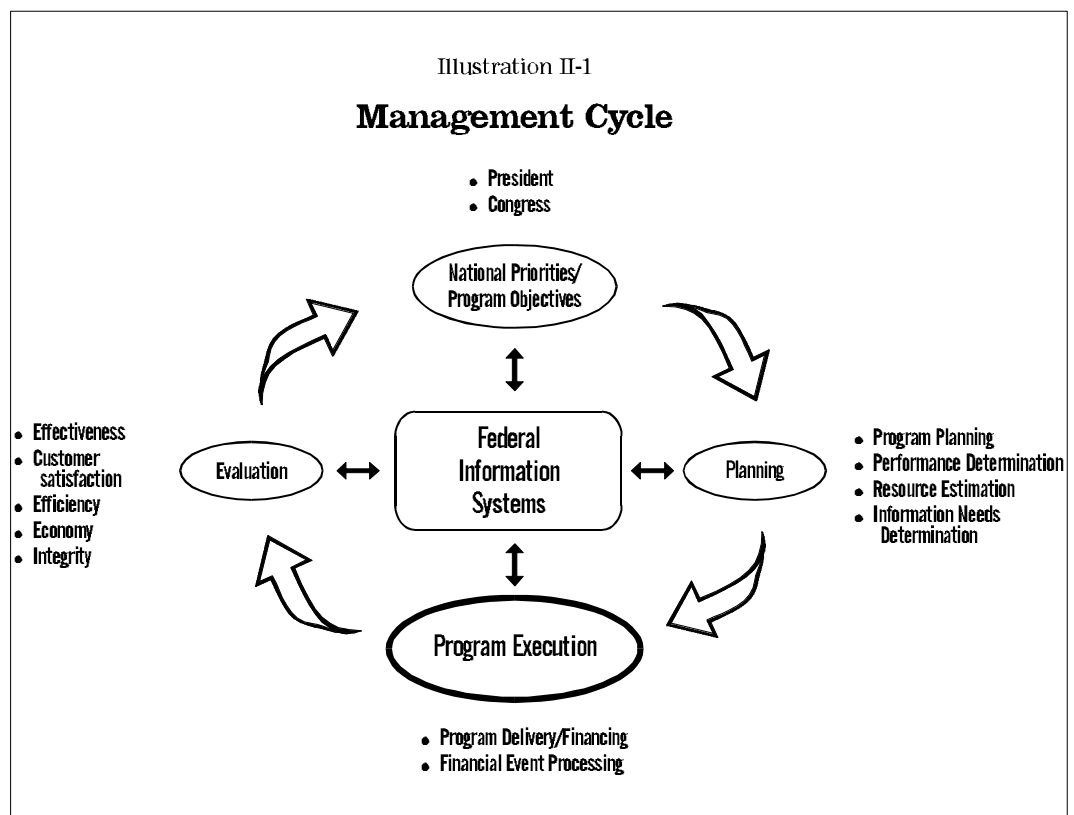 Illustration II-1
Management Cycle
• President
• Congress
National Priorities/
Program Objectives
Federal
Information
Systems
Evaluation
Planning
• Effectiveness
• Customer
satisfaction
• Efficiency
• Economy
• Integrity
• Program Planning
• Performance Determination
• Resource Estimation
• Information Needs
Determination
Program Execution
• Program Delivery/Financing
• Financial Event Processing